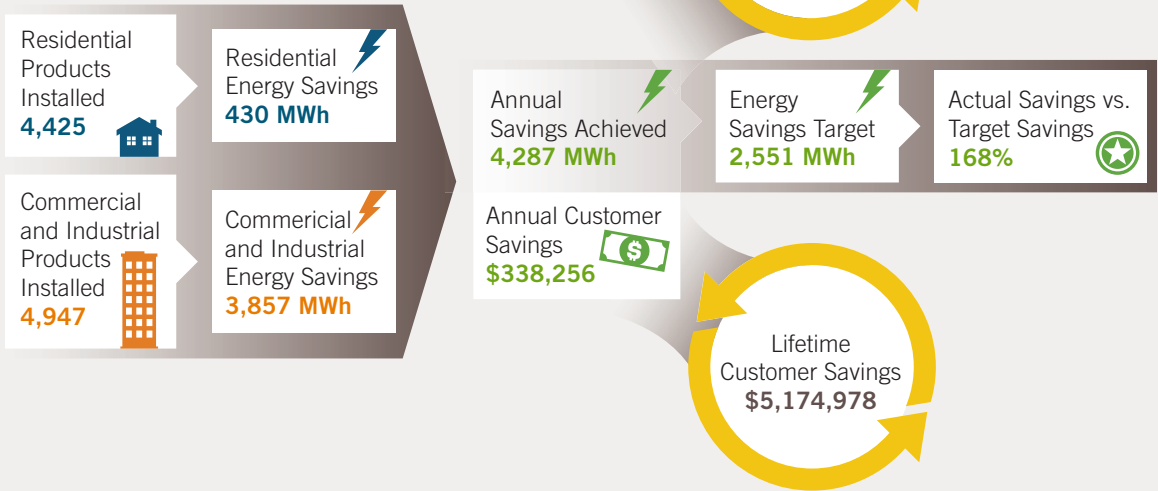 Residential
Products
Installed
4,425
Residential
Energy Savings
430 MWh
Commercial
and Industrial
Products
Installed
4,947
Commericial
and Industrial
Energy Savings
3,857 MWh
Annual
Savings Achieved
4,287 MWh
Energy
Savings Target
2,551 MWh
Actual Savings vs.
Target Savings
168%
Annual Customer
Savings
$338,256
$
Lifetime
Customer Savings
$5,174,978